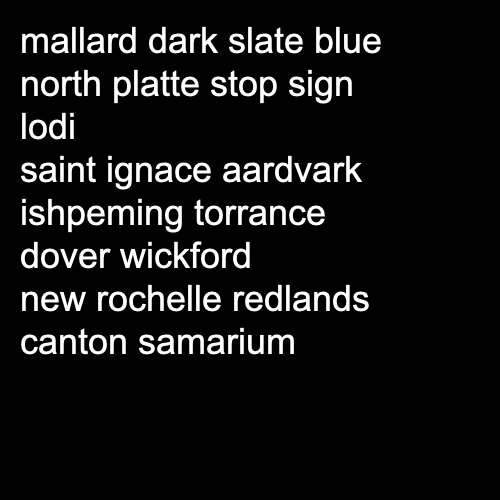 mallard dark slate blue
north platte stop sign
lodi
saint ignace aardvark
ishpeming torrance
dover wickford
new rochelle redlands
canton samarium